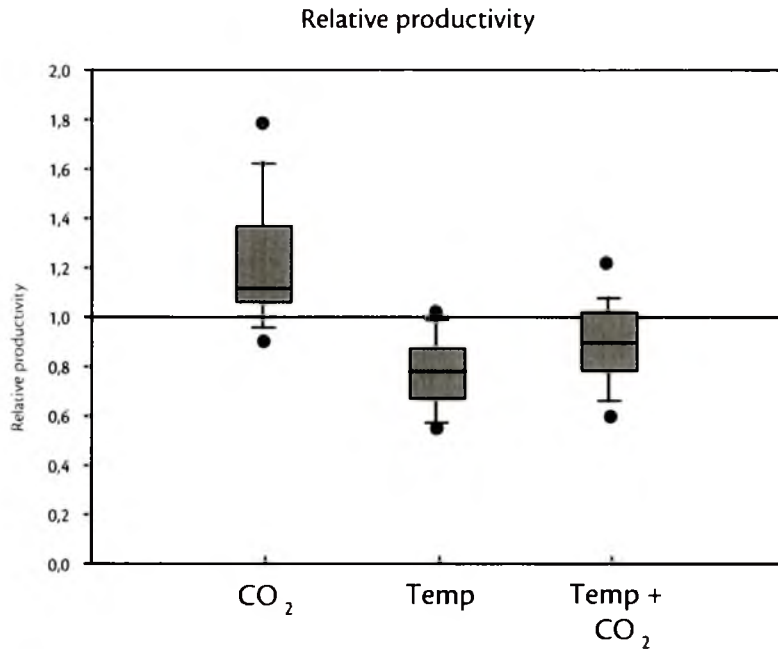 Relative productivity
Relative productivity
2,0
1,8
1,6
1,4
1,2
1,0
0,8
0,6
0,4
0,2
0,0
CO₂
Temp
Temp +
CO₂